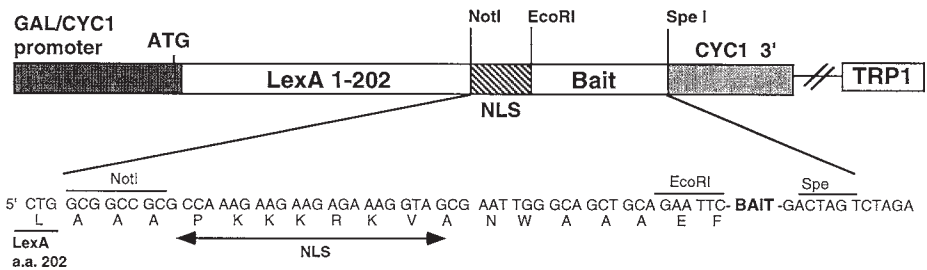 GAL/CYC1
promoter
ATG
NotI
EcoRI
Spe I
CYC1 3'
LexA 1-202
Bait
TRP1
NLS
NotI
EcoRI
Spe
5' CTG GCG GCC GCG CCA AAG AAG AAG AGA AAG GTA GCG AAT TGG GCA GCT GCA GAA TTC- BAIT -GACTAGTCTAGA
L A A A P K K K R K V A N W A A A E F
LexA
a.a. 202
NLS